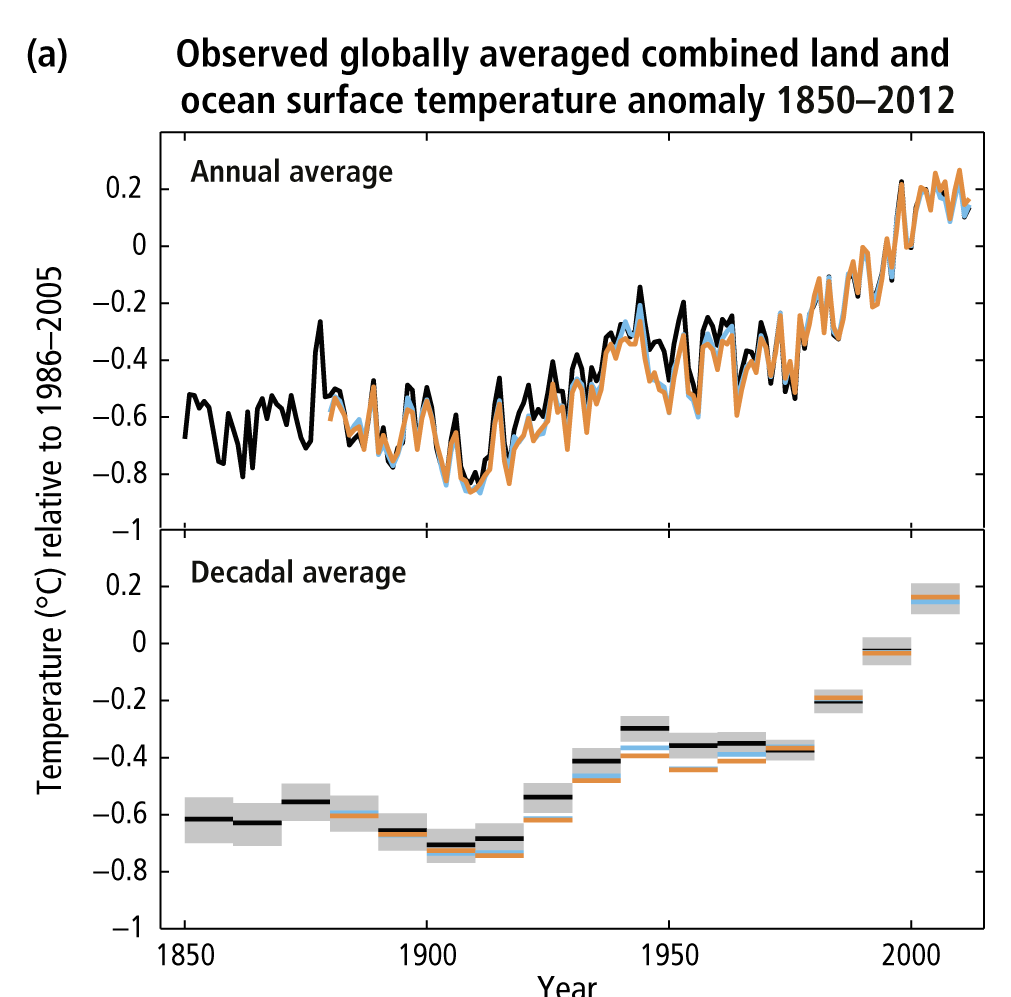 (a)
Observed globally averaged combined land and
ocean surface temperature anomaly 1850–2012
Annual average
0.2
0
−0.2
−0.4
−0.6
−0.8
−1
Temperature (°C) relative to 1986–2005
Decadal average
0.2
0
−0.2
−0.4
−0.6
−0.8
−1
1850 1900 1950 2000
Year